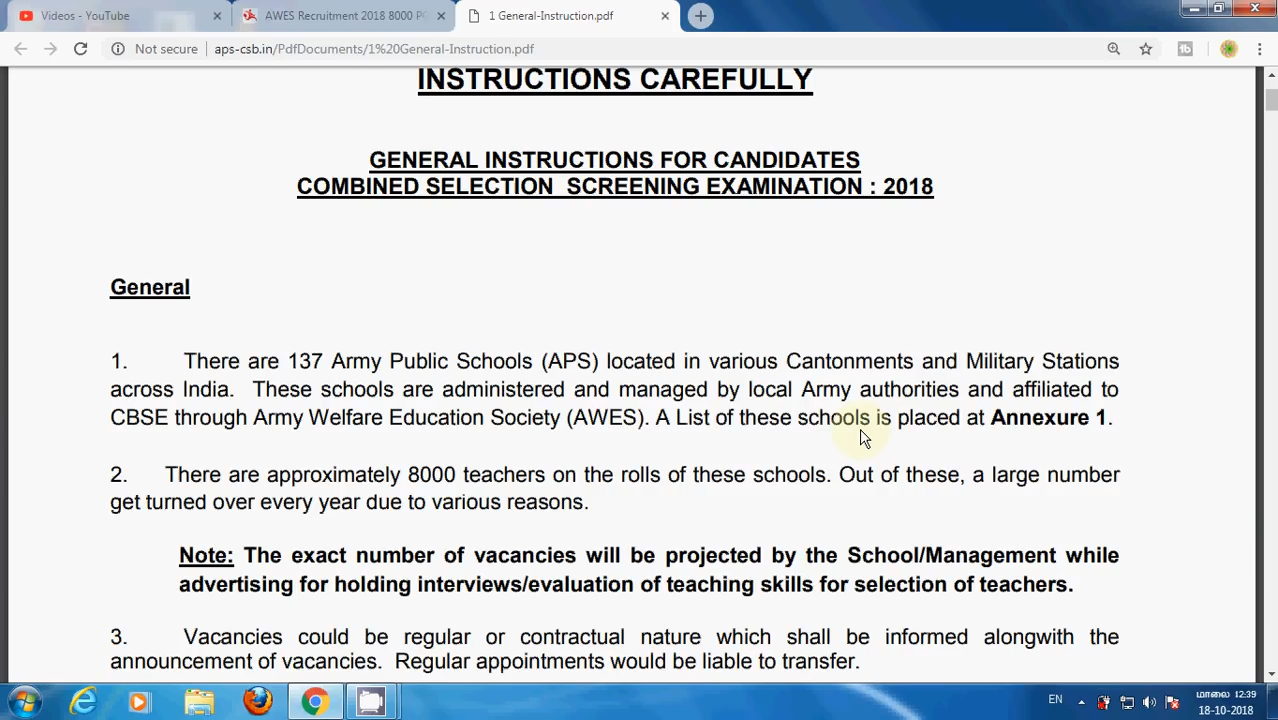 Videos - YouTube
AWES Recruitment 2018 8000 PG
1 General-Instruction.pdf
Not secure
aps-csb.in/PdfDocuments/1%20General-Instruction.pdf
INSTRUCTIONS CAREFULLY
GENERAL INSTRUCTIONS FOR CANDIDATES
COMBINED SELECTION SCREENING EXAMINATION : 2018
General
1. There are 137 Army Public Schools (APS) located in various Cantonments and Military Stations
across India. These schools are administered and managed by local Army authorities and affiliated to
CBSE through Army Welfare Education Society (AWES). A List of these schools is placed at Annexure 1.
2. There are approximately 8000 teachers on the rolls of these schools. Out of these, a large number
get turned over every year due to various reasons.
Note: The exact number of vacancies will be projected by the School/Management while
advertising for holding interviews/evaluation of teaching skills for selection of teachers.
3. Vacancies could be regular or contractual nature which shall be informed alongwith the
announcement of vacancies. Regular appointments would be liable to transfer.
EN
மாலை 12:39
18-10-2018